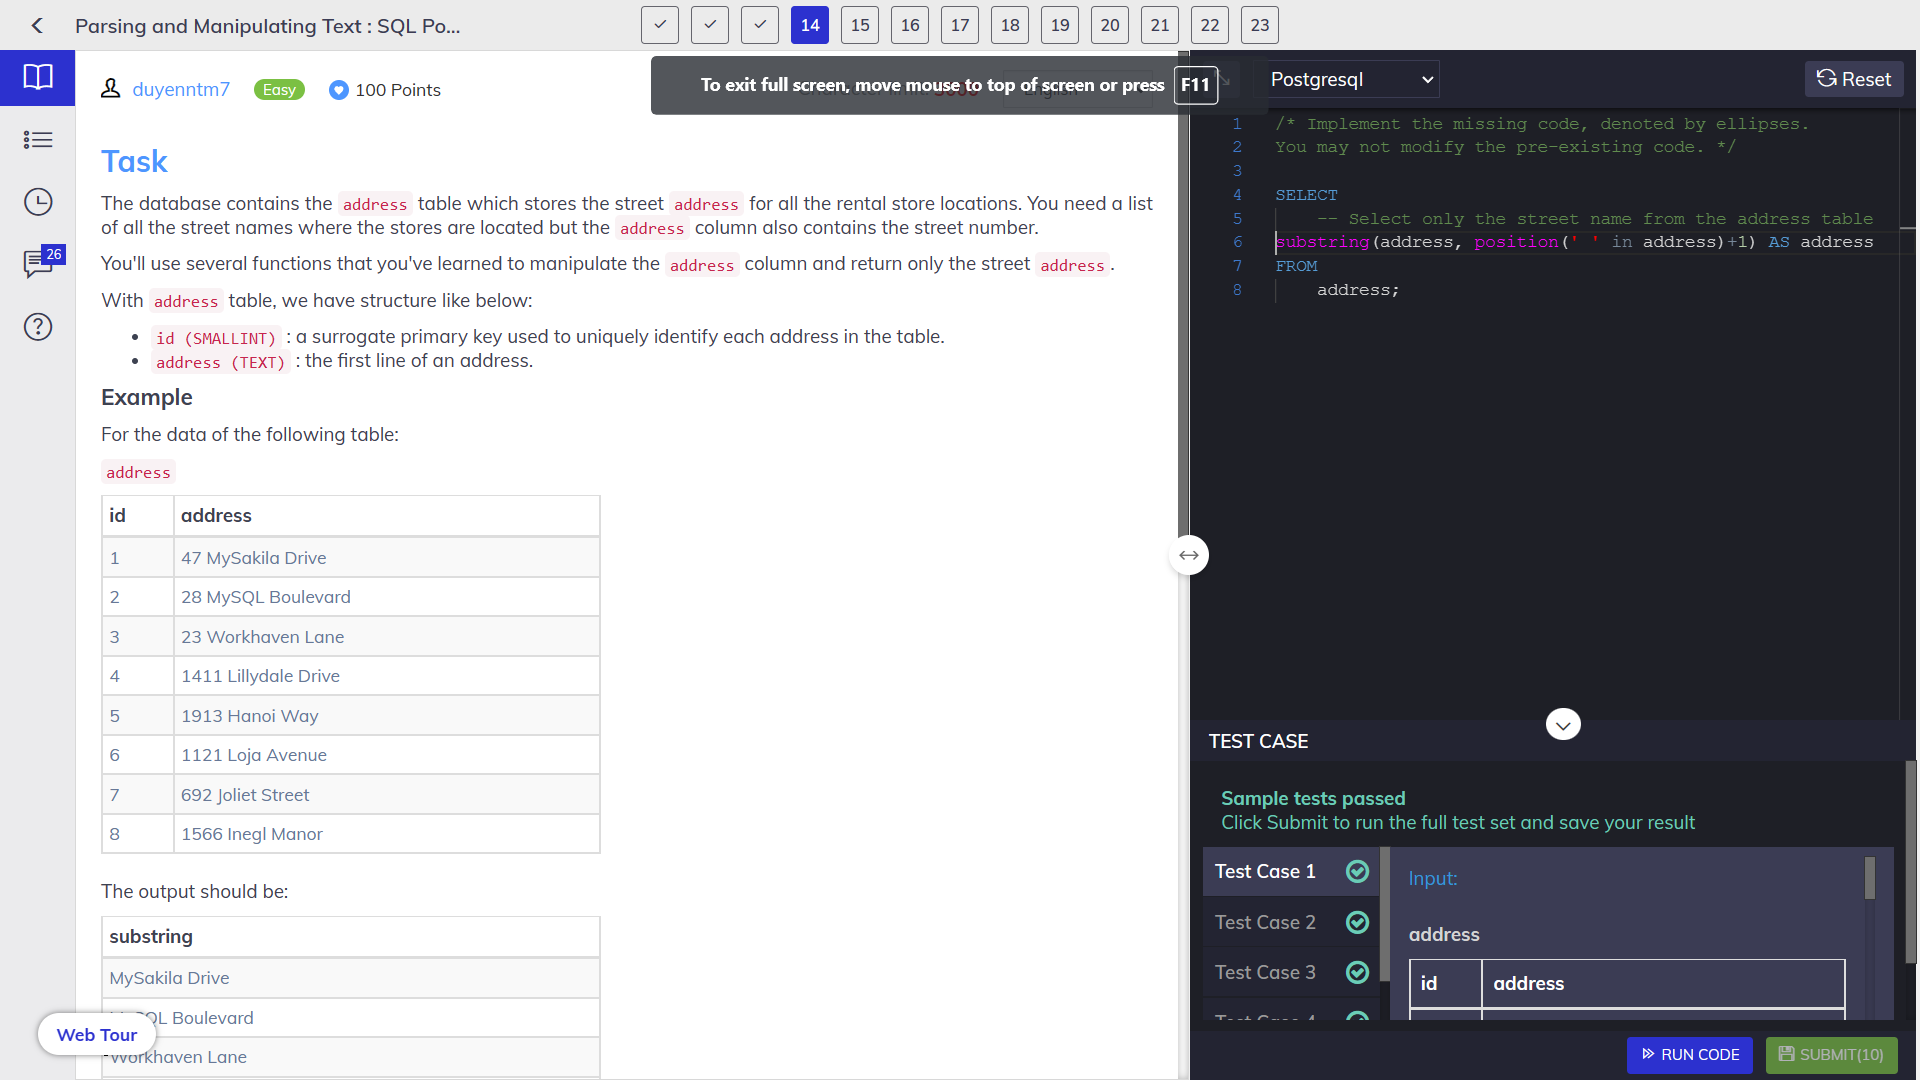 Parsing and Manipulating Text : SQL Po...
14 15 16 17 18 19 20 21 22 23
duyenntm7 Easy 100 Points
To exit full screen, move mouse to top of screen or press F11
Task
The database contains the address table which stores the street address for all the rental store locations. You need a list
of all the street names where the stores are located but the address column also contains the street number.
You'll use several functions that you've learned to manipulate the address column and return only the street address.
With address table, we have structure like below:
id (SMALLINT) : a surrogate primary key used to uniquely identify each address in the table.
address (TEXT) : the first line of an address.
Example
For the data of the following table:
address
id address
1 47 MySakila Drive
2 28 MySQL Boulevard
3 23 Workhaven Lane
4 1411 Lillydale Drive
5 1913 Hanoi Way
6 1121 Loja Avenue
7 692 Joliet Street
8 1566 Inegl Manor
The output should be:
substring
MySakila Drive
Boulevard
Workhaven Lane
26
Web Tour
Postgresql
Reset
1 /* Implement the missing code, denoted by ellipses.
2 You may not modify the pre-existing code. */
3
4 SELECT
5 -- Select only the street name from the address table
6 substring(address, position(' ' in address)+1) AS address
7 FROM
8 address;
TEST CASE
Sample tests passed
Click Submit to run the full test set and save your result
Test Case 1
Test Case 2
Test Case 3
Test Case 4
Input:
address
id address
RUN CODE
SUBMIT(10)